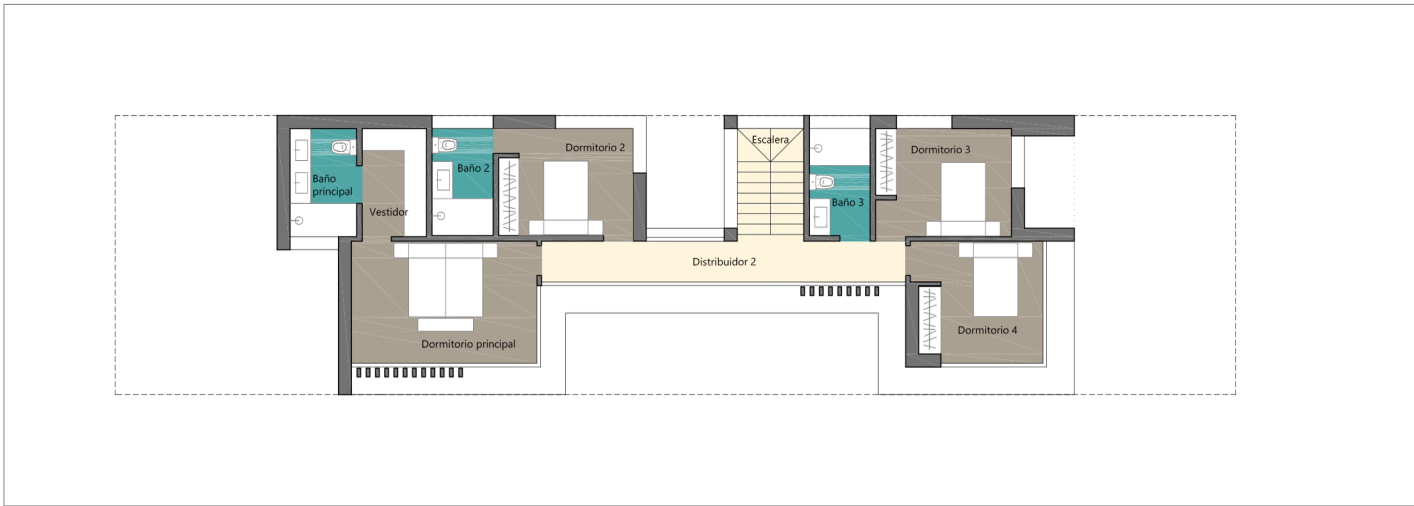 Escalera
Dormitorio 2
Dormitorio 3
Baño 2
Baño
principal
Baño 3
Vestidor
Distribuidor 2
Dormitorio 4
Dormitorio principal